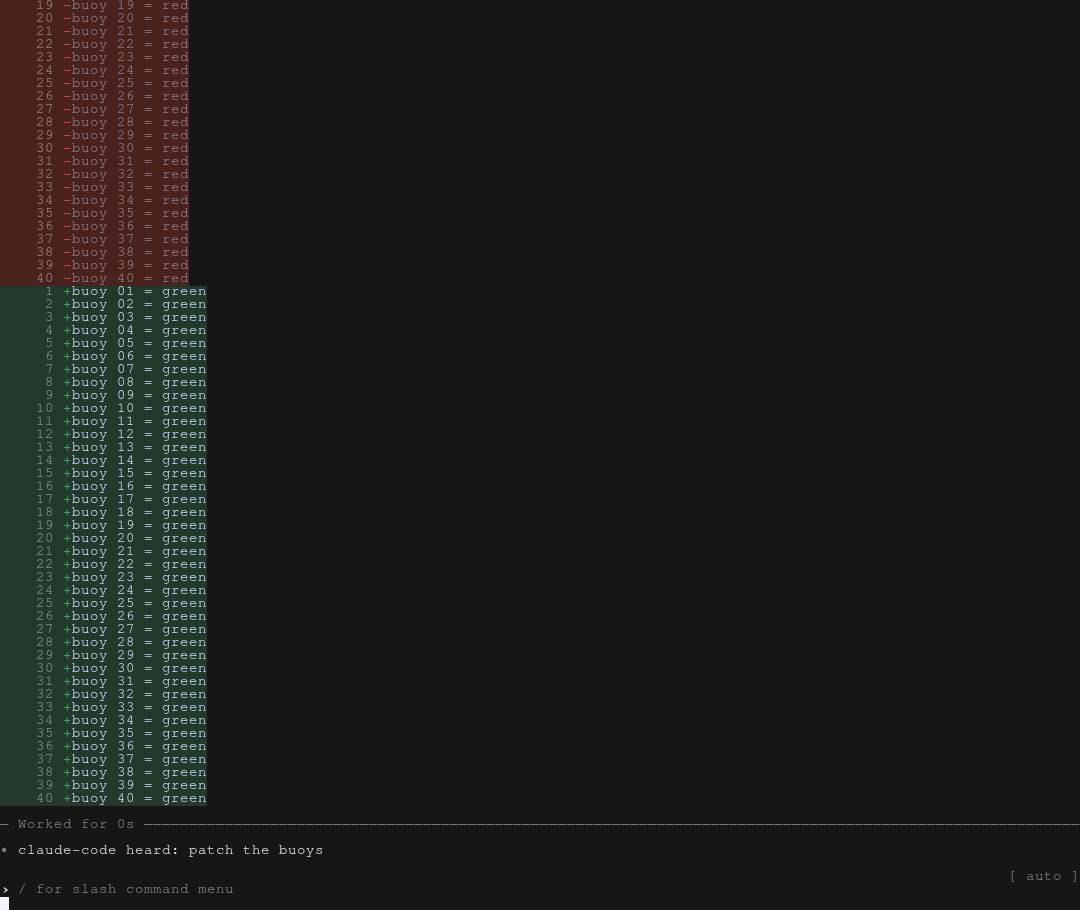 19 -buoy 19 = red
20 -buoy 20 = red
21 -buoy 21 = red
22 -buoy 22 = red
23 -buoy 23 = red
24 -buoy 24 = red
25 -buoy 25 = red
26 -buoy 26 = red
27 -buoy 27 = red
28 -buoy 28 = red
29 -buoy 29 = red
30 -buoy 30 = red
31 -buoy 31 = red
32 -buoy 32 = red
33 -buoy 33 = red
34 -buoy 34 = red
35 -buoy 35 = red
36 -buoy 36 = red
37 -buoy 37 = red
38 -buoy 38 = red
39 -buoy 39 = red
40 -buoy 40 = red
1 +buoy 01 = green
2 +buoy 02 = green
3 +buoy 03 = green
4 +buoy 04 = green
5 +buoy 05 = green
6 +buoy 06 = green
7 +buoy 07 = green
8 +buoy 08 = green
9 +buoy 09 = green
10 +buoy 10 = green
11 +buoy 11 = green
12 +buoy 12 = green
13 +buoy 13 = green
14 +buoy 14 = green
15 +buoy 15 = green
16 +buoy 16 = green
17 +buoy 17 = green
18 +buoy 18 = green
19 +buoy 19 = green
20 +buoy 20 = green
21 +buoy 21 = green
22 +buoy 22 = green
23 +buoy 23 = green
24 +buoy 24 = green
25 +buoy 25 = green
26 +buoy 26 = green
27 +buoy 27 = green
28 +buoy 28 = green
29 +buoy 29 = green
30 +buoy 30 = green
31 +buoy 31 = green
32 +buoy 32 = green
33 +buoy 33 = green
34 +buoy 34 = green
35 +buoy 35 = green
36 +buoy 36 = green
37 +buoy 37 = green
38 +buoy 38 = green
39 +buoy 39 = green
40 +buoy 40 = green
─ Worked for 0s ─
• claude-code heard: patch the buoys
[ auto ]
› / for slash command menu